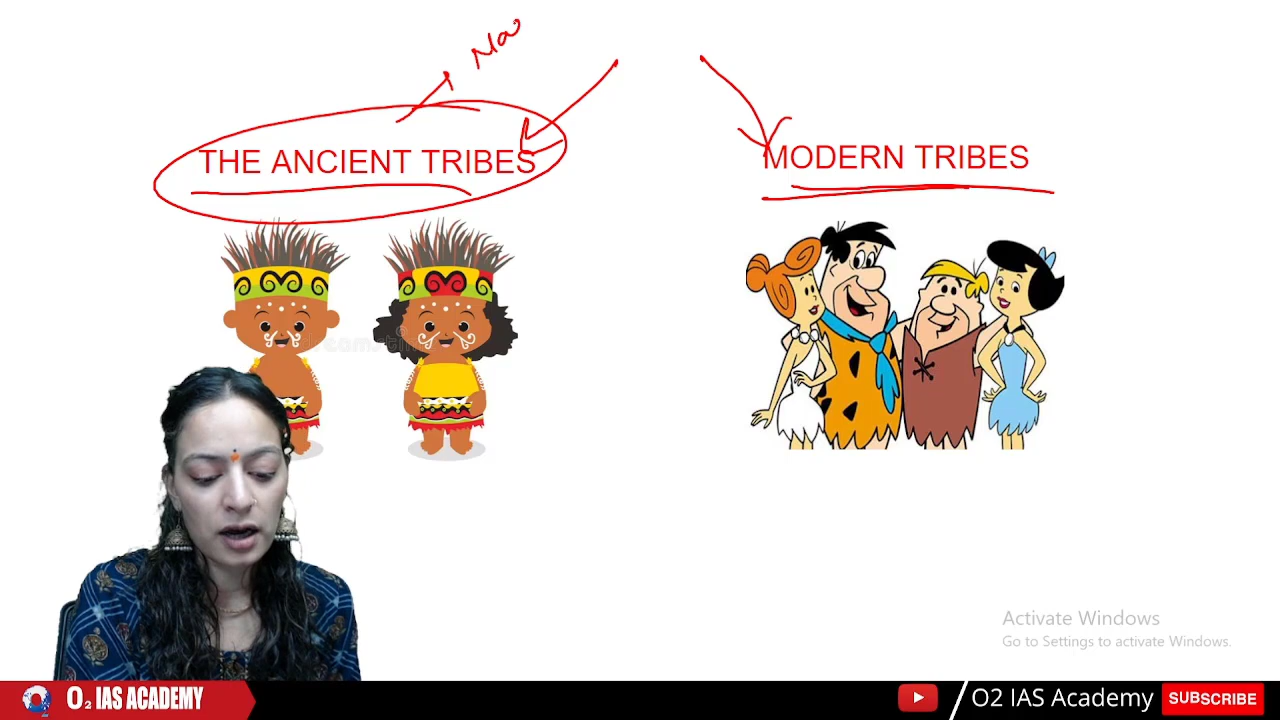 Na
THE ANCIENT TRIBES
MODERN TRIBES
Activate Windows
Go to Settings to activate Windows.
O2 IAS ACADEMY
O2 IAS Academy
SUBSCRIBE